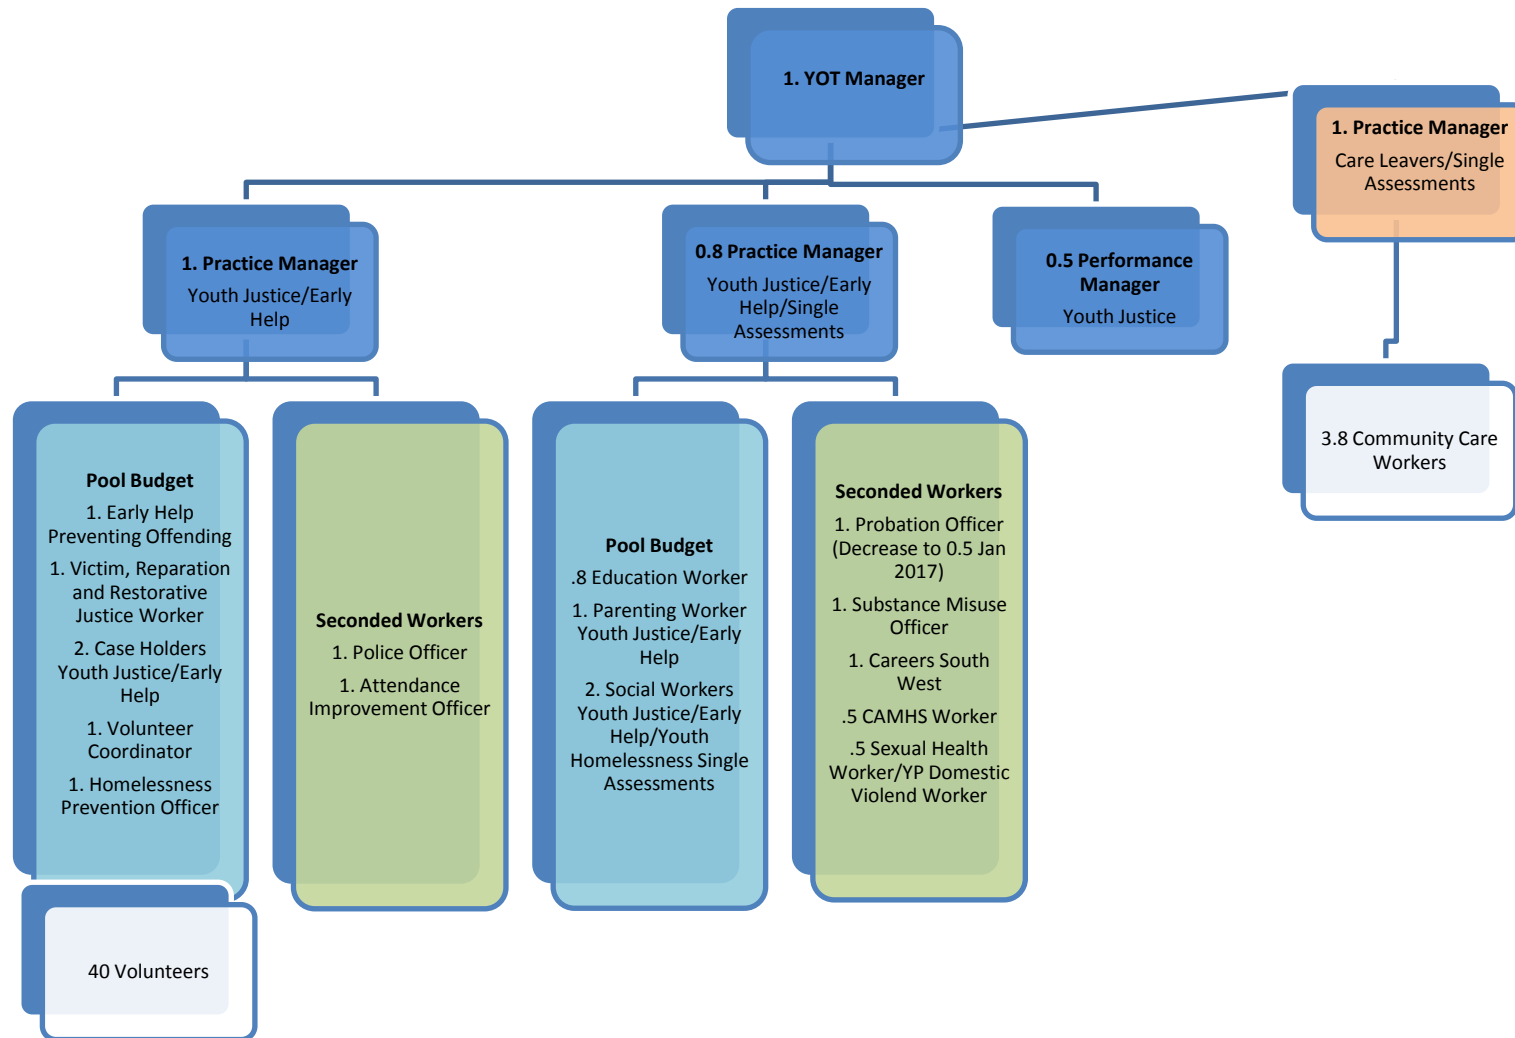 1. YOT Manager
1. Practice Manager
Care Leavers/Single
Assessments
1. Practice Manager
Youth Justice/Early
Help
0.8 Practice Manager
Youth Justice/Early
Help/Single
Assessments
0.5 Performance
Manager
Youth Justice
3.8 Community Care
Workers
Pool Budget
1. Early Help
Preventing Offending
1. Victim, Reparation
and Restorative
Justice Worker
2. Case Holders
Youth Justice/Early
Help
1. Volunteer
Coordinator
1. Homelessness
Prevention Officer
Seconded Workers
1. Police Officer
1. Attendance
Improvement Officer
Pool Budget
.8 Education Worker
1. Parenting Worker
Youth Justice/Early
Help
2. Social Workers
Youth Justice/Early
Help/Youth
Homelessness Single
Assessments
Seconded Workers
1. Probation Officer
(Decrease to 0.5 Jan
2017)
1. Substance Misuse
Officer
1. Careers South
West
.5 CAMHS Worker
.5 Sexual Health
Worker/YP Domestic
Violend Worker
40 Volunteers